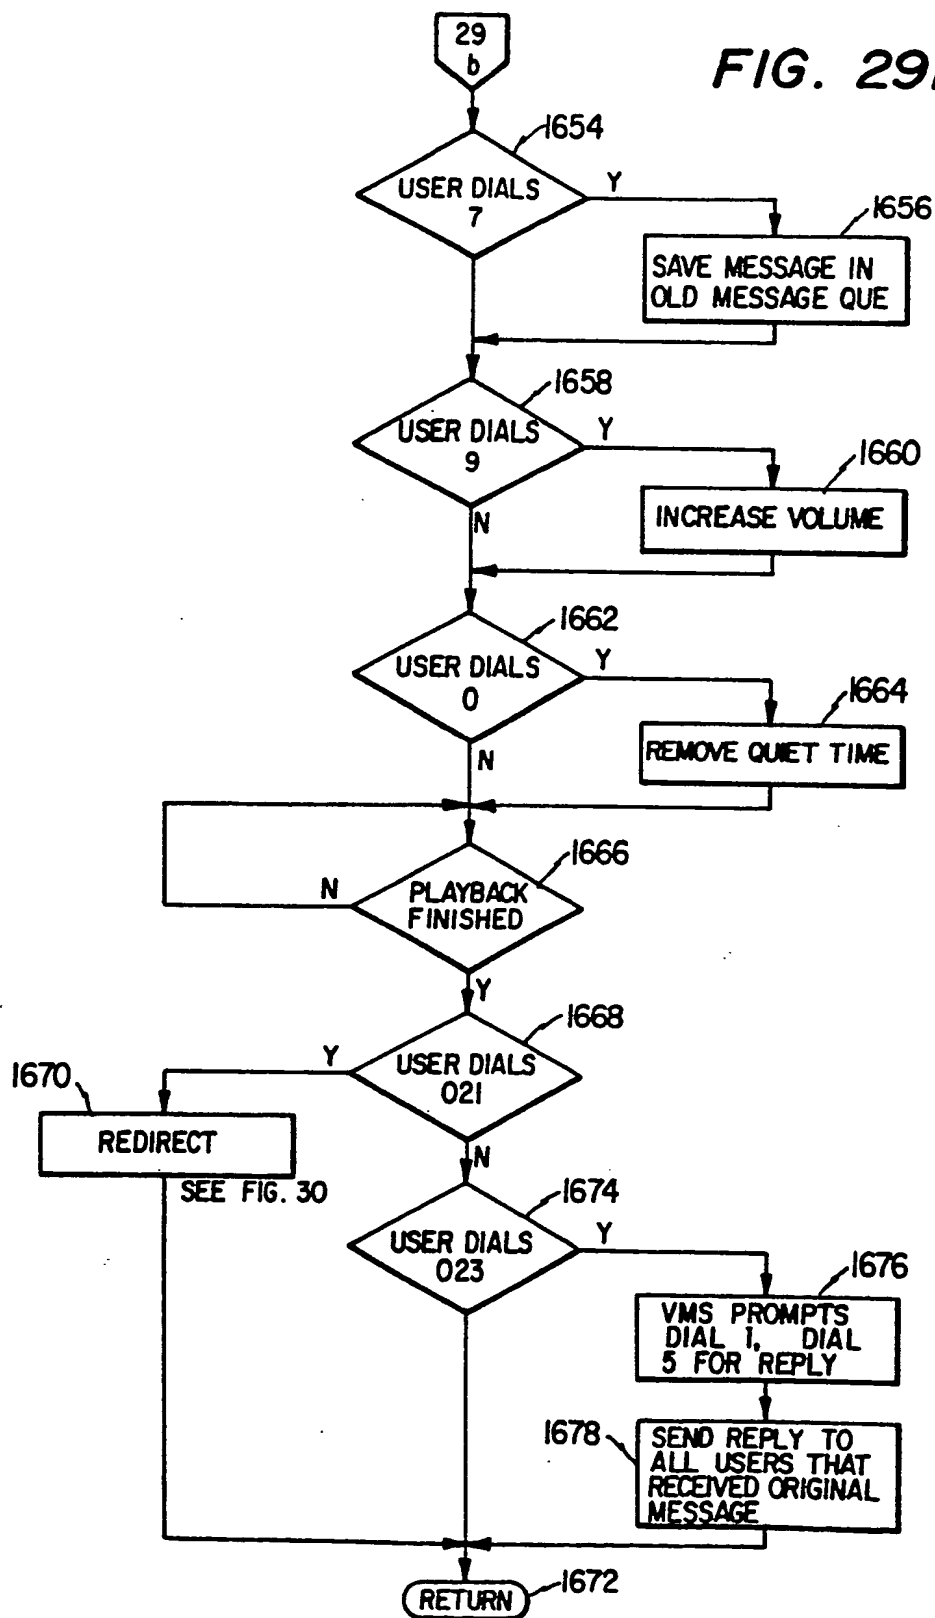 29
b
FIG. 29
1654
USER DIALS
7
Y
1656
SAVE MESSAGE IN
OLD MESSAGE QUE
1658
USER DIALS
9
Y
1660
INCREASE VOLUME
N
1662
USER DIALS
0
Y
1664
REMOVE QUIET TIME
N
1666
PLAYBACK
FINISHED
N
Y
1668
USER DIALS
021
Y
1670
REDIRECT
SEE FIG. 30
N
1674
USER DIALS
023
Y
1676
VMS PROMPTS
DIAL 1, DIAL
5 FOR REPLY
1678
SEND REPLY TO
ALL USERS THAT
RECEIVED ORIGINAL
MESSAGE
RETURN
1672